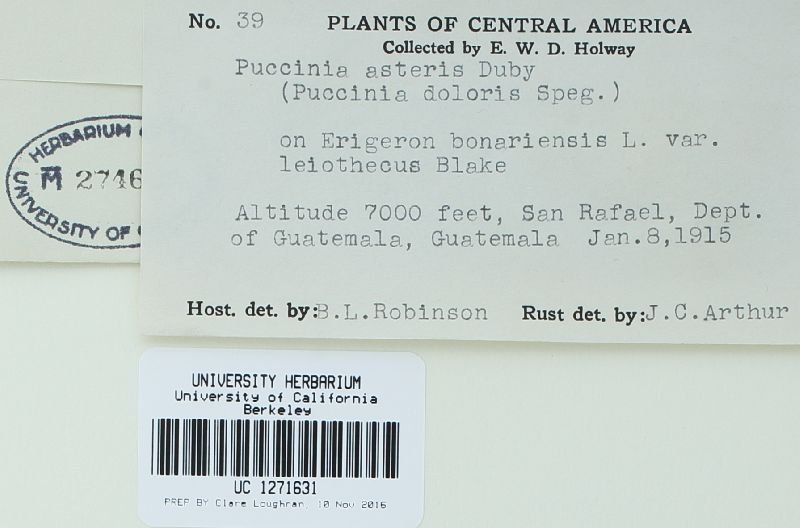 No. 39 PLANTS OF CENTRAL AMERICA
Collected by E. W. D. Holway
Puccinia asteris Duby
(Puccinia doloris Speg.)
on Erigeron bonariensis L. var.
leiothecus Blake
Altitude 7000 feet, San Rafael, Dept.
of Guatemala, Guatemala Jan.8,1915
Host. det. by:B.L.Robinson Rust det. by:J.C.Arthur
HERBARIUM
M 2746
UNIVERSITY OF
UNIVERSITY HERBARIUM
University of California
Berkeley
UC 1271631
PREP BY Clare Loughran, 10 Nov 2016